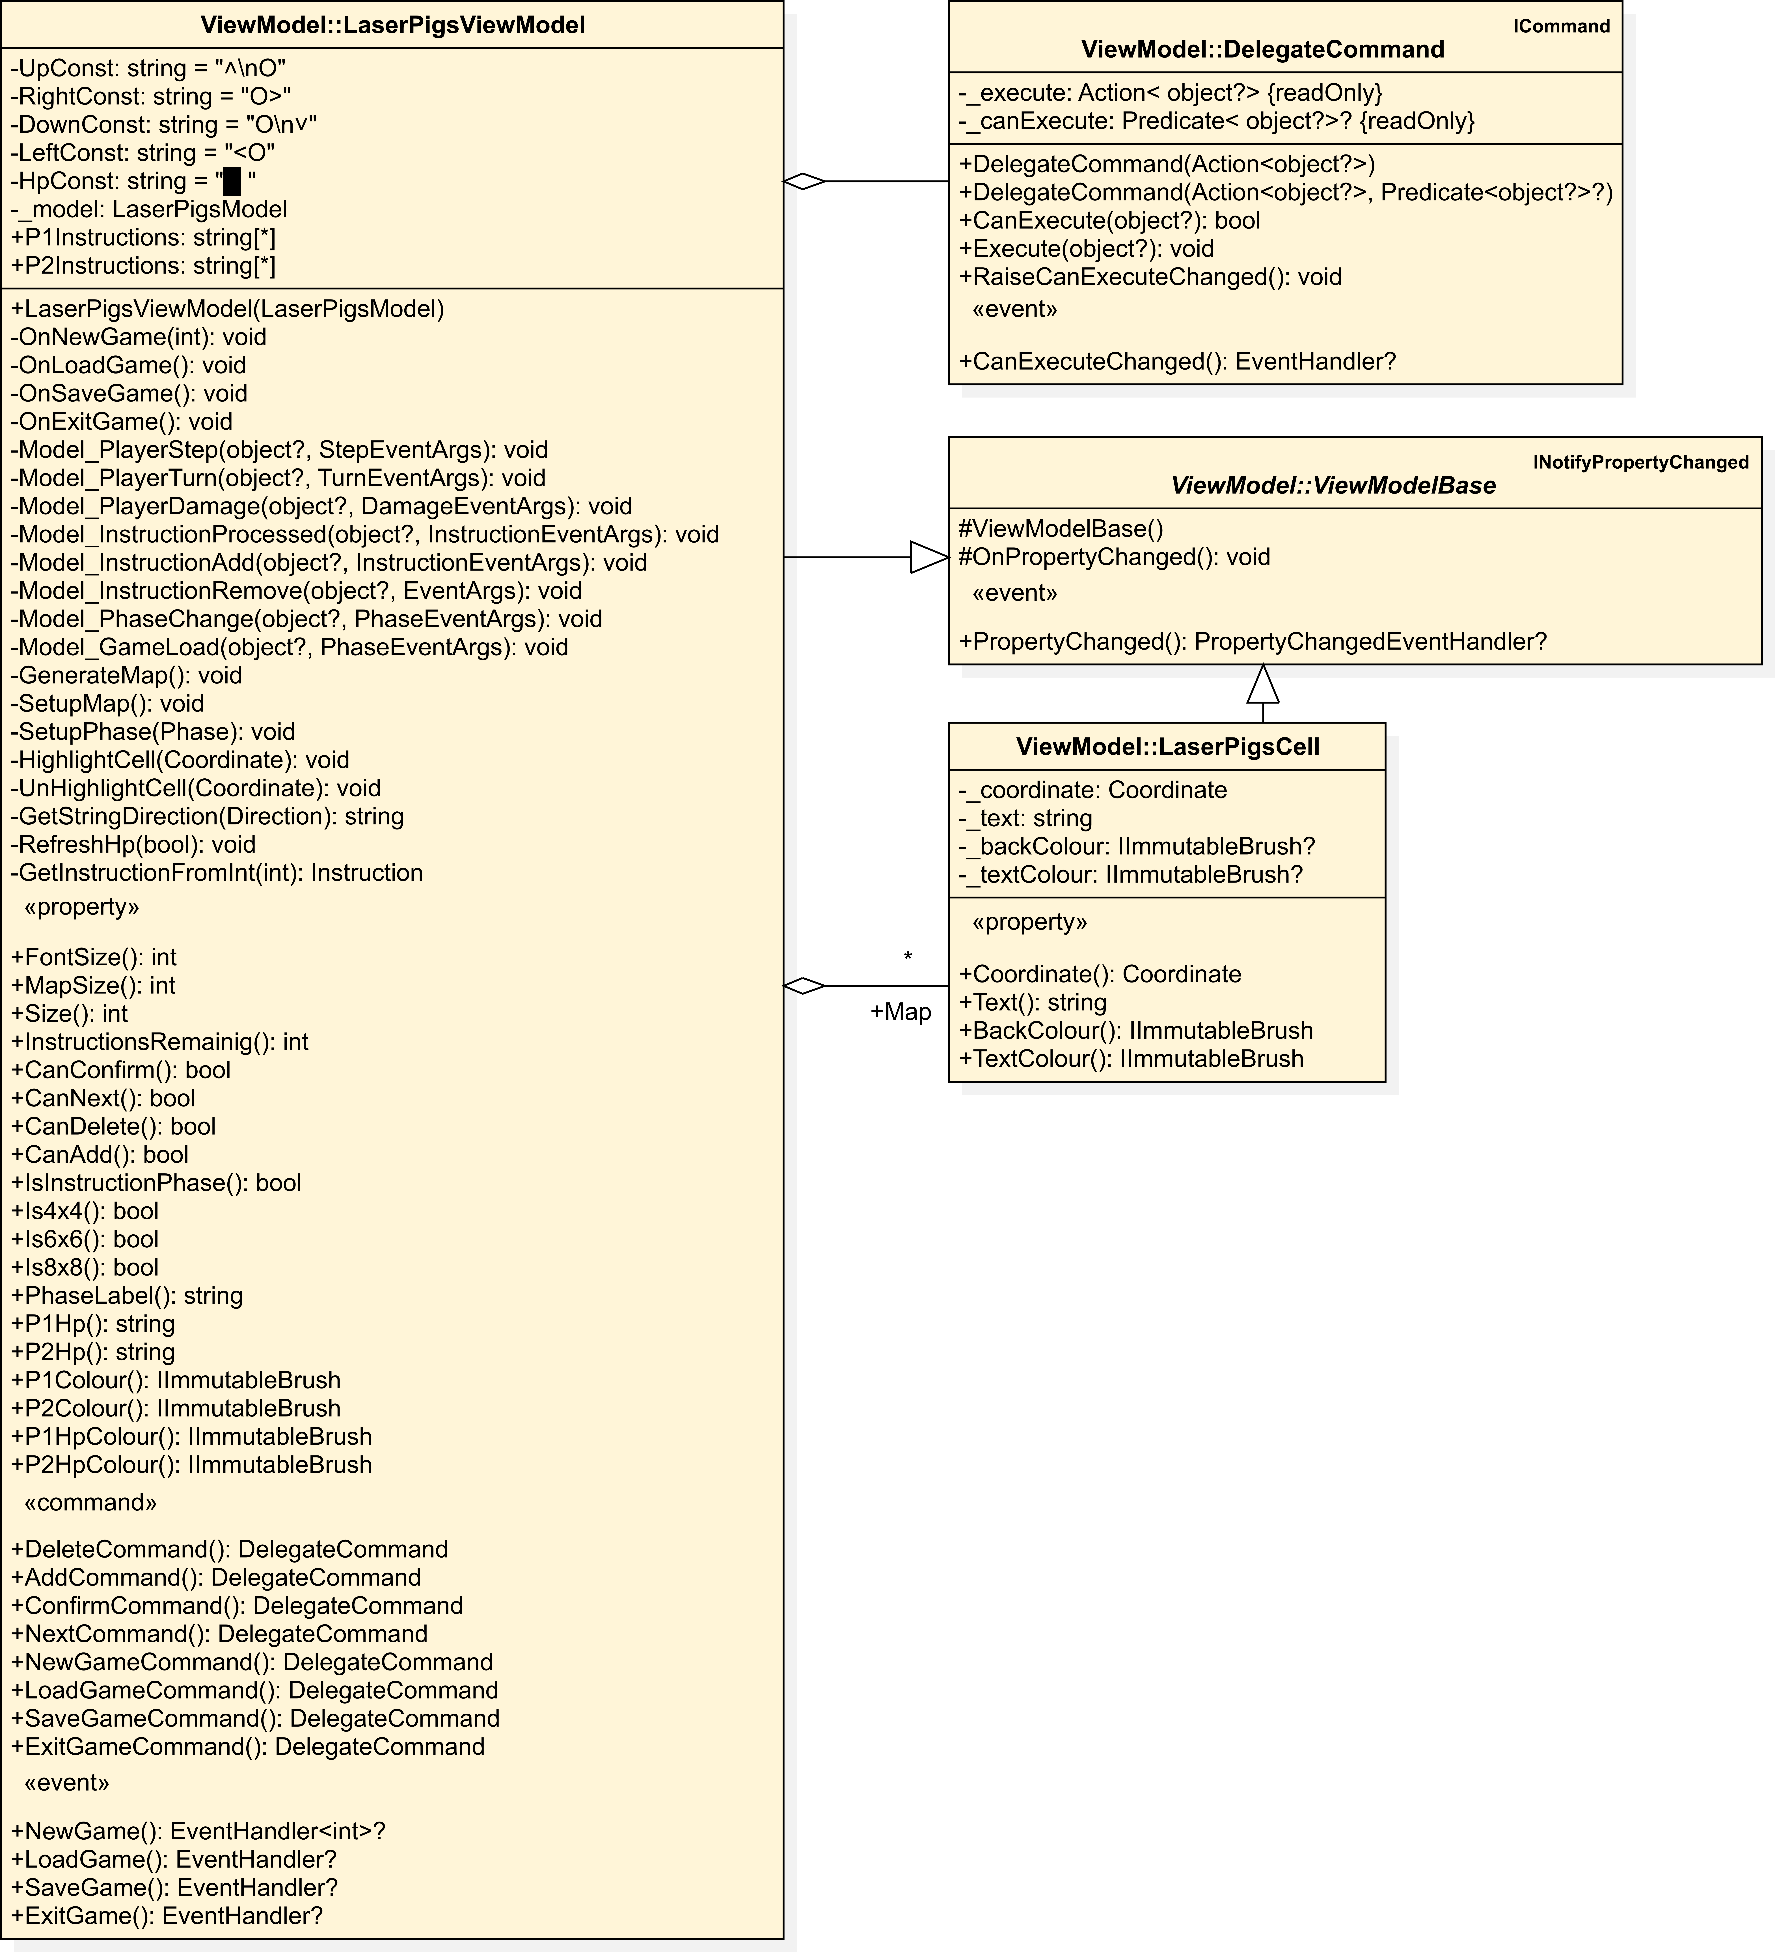 ViewModel::LaserPigsViewModel
-UpConst: string = "^\nO"
-RightConst: string = "O>"
-DownConst: string = "O\nv"
-LeftConst: string = "<O"
-HpConst: string = "█ "
-_model: LaserPigsModel
+P1Instructions: string[*]
+P2Instructions: string[*]
+LaserPigsViewModel(LaserPigsModel)
-OnNewGame(int): void
-OnLoadGame(): void
-OnSaveGame(): void
-OnExitGame(): void
-Model_PlayerStep(object?, StepEventArgs): void
-Model_PlayerTurn(object?, TurnEventArgs): void
-Model_PlayerDamage(object?, DamageEventArgs): void
-Model_InstructionProcessed(object?, InstructionEventArgs): void
-Model_InstructionAdd(object?, InstructionEventArgs): void
-Model_InstructionRemove(object?, EventArgs): void
-Model_PhaseChange(object?, PhaseEventArgs): void
-Model_GameLoad(object?, PhaseEventArgs): void
-GenerateMap(): void
-SetupMap(): void
-SetupPhase(Phase): void
-HighlightCell(Coordinate): void
-UnHighlightCell(Coordinate): void
-GetStringDirection(Direction): string
-RefreshHp(bool): void
-GetInstructionFromInt(int): Instruction
«property»
+FontSize(): int
+MapSize(): int
+Size(): int
+InstructionsRemainig(): int
+CanConfirm(): bool
+CanNext(): bool
+CanDelete(): bool
+CanAdd(): bool
+IsInstructionPhase(): bool
+Is4x4(): bool
+Is6x6(): bool
+Is8x8(): bool
+PhaseLabel(): string
+P1Hp(): string
+P2Hp(): string
+P1Colour(): IImmutableBrush
+P2Colour(): IImmutableBrush
+P1HpColour(): IImmutableBrush
+P2HpColour(): IImmutableBrush
«command»
+DeleteCommand(): DelegateCommand
+AddCommand(): DelegateCommand
+ConfirmCommand(): DelegateCommand
+NextCommand(): DelegateCommand
+NewGameCommand(): DelegateCommand
+LoadGameCommand(): DelegateCommand
+SaveGameCommand(): DelegateCommand
+ExitGameCommand(): DelegateCommand
«event»
+NewGame(): EventHandler<int>?
+LoadGame(): EventHandler?
+SaveGame(): EventHandler?
+ExitGame(): EventHandler?
ICommand
ViewModel::DelegateCommand
-_execute: Action< object?> {readOnly}
-_canExecute: Predicate< object?>? {readOnly}
+DelegateCommand(Action<object?>)
+DelegateCommand(Action<object?>, Predicate<object?>?)
+CanExecute(object?): bool
+Execute(object?): void
+RaiseCanExecuteChanged(): void
«event»
+CanExecuteChanged(): EventHandler?
INotifyPropertyChanged
ViewModel::ViewModelBase
#ViewModelBase()
#OnPropertyChanged(): void
«event»
+PropertyChanged(): PropertyChangedEventHandler?
ViewModel::LaserPigsCell
-_coordinate: Coordinate
-_text: string
-_backColour: IImmutableBrush?
-_textColour: IImmutableBrush?
«property»
+Coordinate(): Coordinate
+Text(): string
+BackColour(): IImmutableBrush
+TextColour(): IImmutableBrush
*
+Map